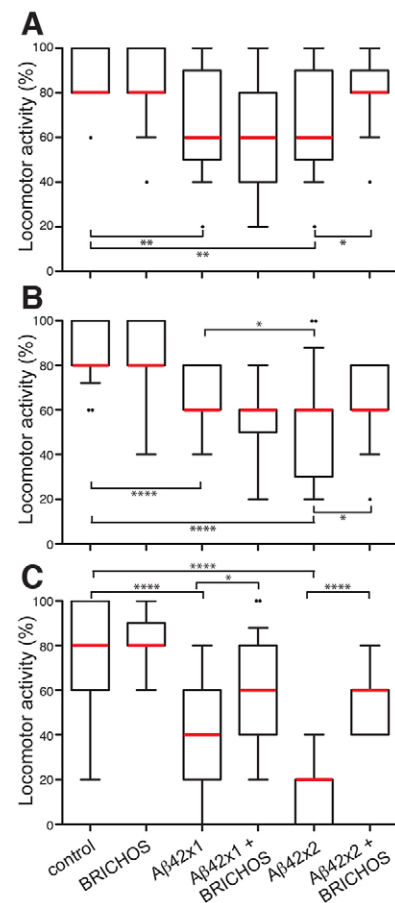 A
Locomotor activity (%)
100
80
60
40
20
0
**
**
*
B
Locomotor activity (%)
100
80
60
40
20
0
*
****
****
*
C
Locomotor activity (%)
100
80
60
40
20
0
****
****
*
****
control
BRICHOS
Aβ42x1
Aβ42x1 +
BRICHOS
Aβ42x2
Aβ42x2 +
BRICHOS